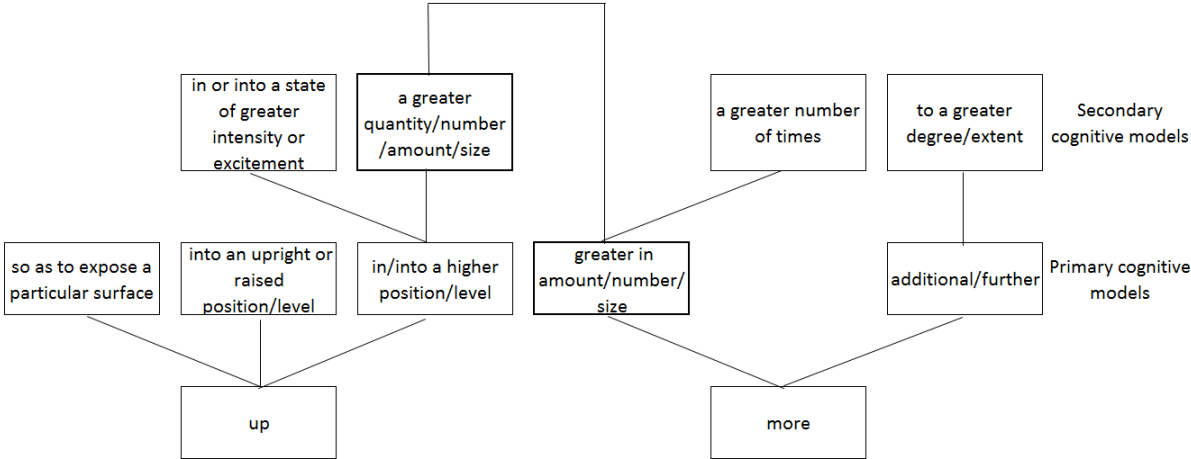 in or into a state
of greater
intensity or
excitement
a greater
quantity/number
/amount/size
a greater number
of times
to a greater
degree/extent
Secondary
cognitive models
so as to expose a
particular surface
into an upright or
raised
position/level
in/into a higher
position/level
greater in
amount/number/
size
additional/further
Primary cognitive
models
up
more